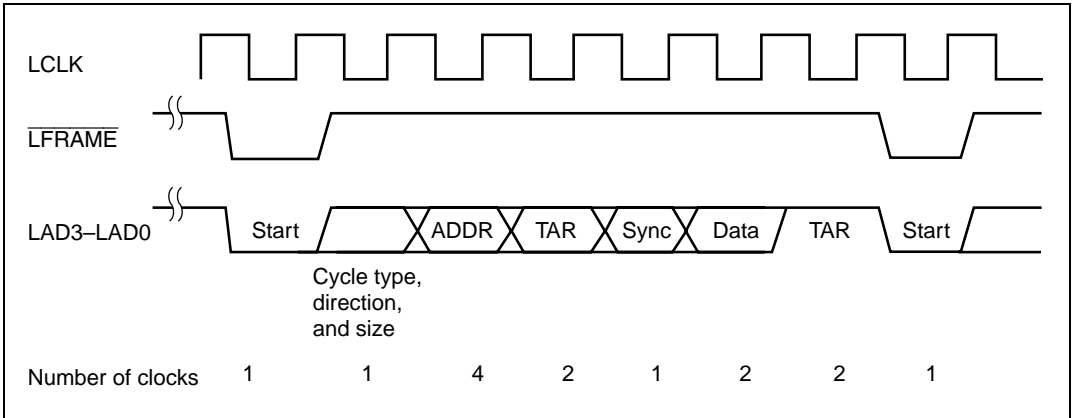 LCLK
LFRAME
LAD3–LAD0
Start
ADDR
TAR
Sync
Data
TAR
Start
Cycle type,
direction,
and size
Number of clocks 1 1 4 2 1 2 2 1